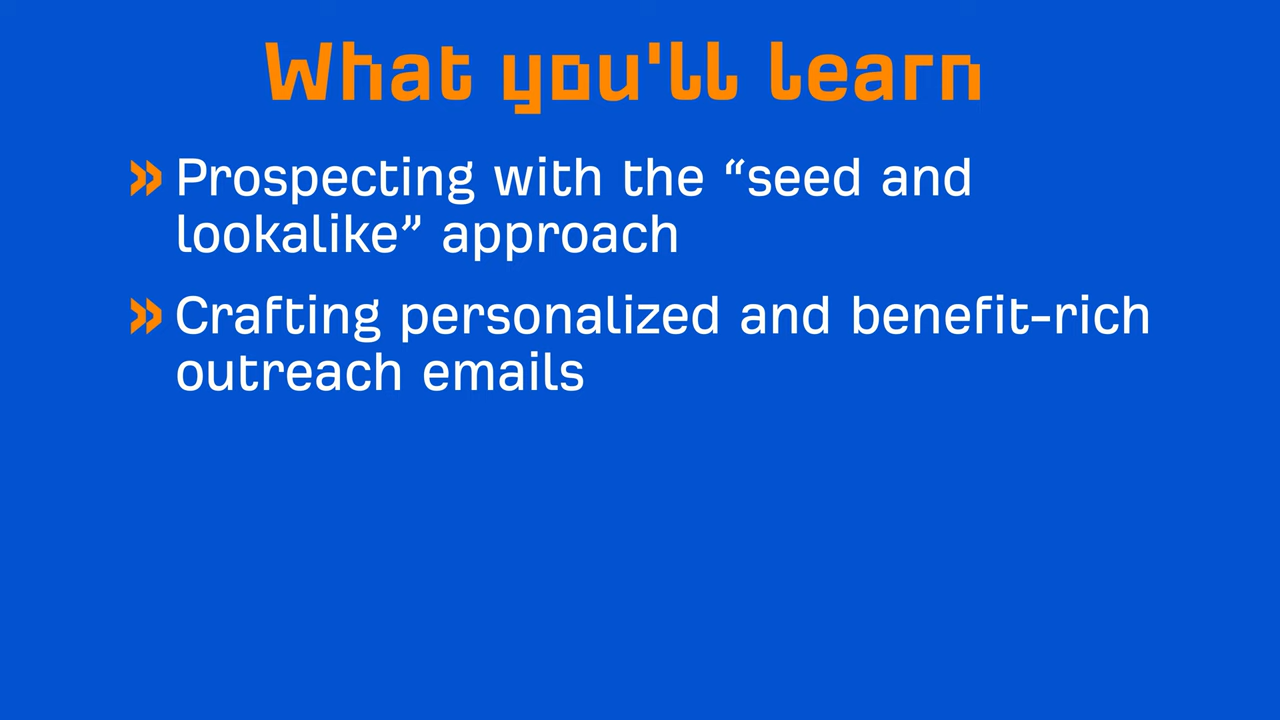 What you'll learn
» Prospecting with the “seed and
lookalike” approach
» Crafting personalized and benefit-rich
outreach emails